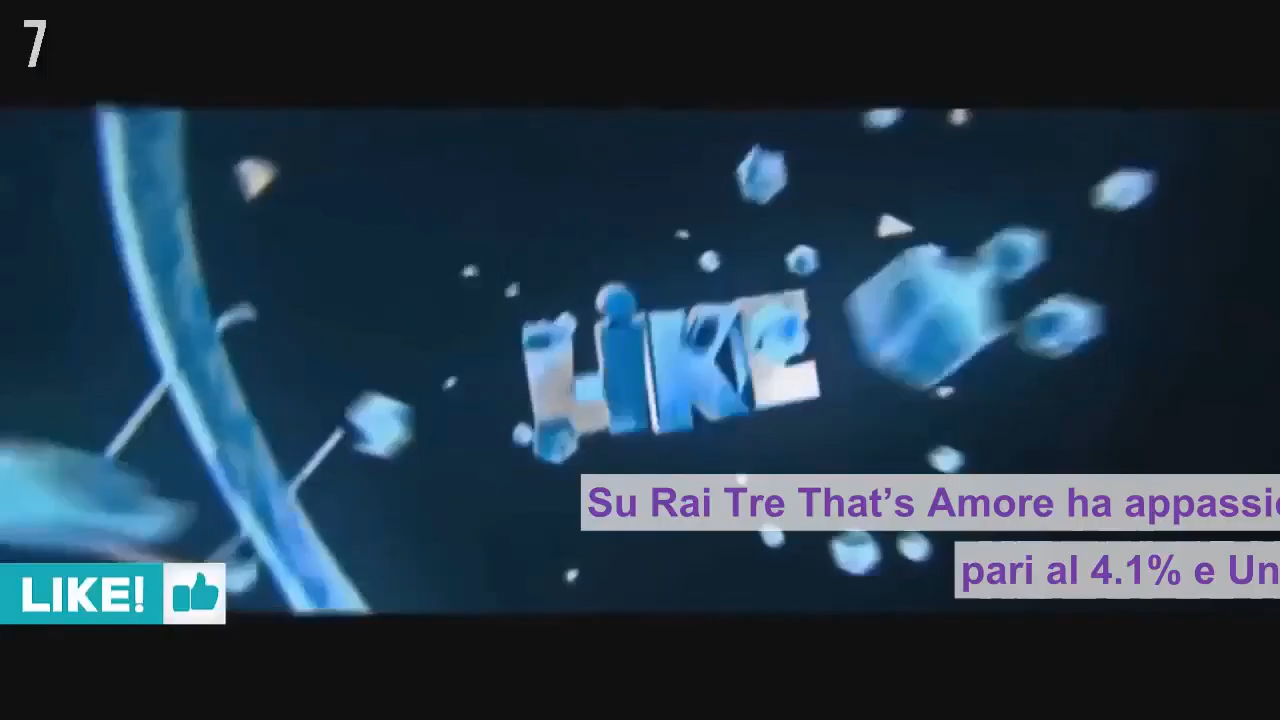 7
LiKE
Su Rai Tre That’s Amore ha appassi
pari al 4.1% e Un
LIKE!